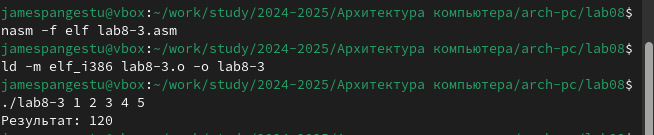 jamespangestu@vbox:~/work/study/2024-2025/Архитектура компьютера/arch-pc/lab08$
nasm -f elf lab8-3.asm
jamespangestu@vbox:~/work/study/2024-2025/Архитектура компьютера/arch-pc/lab08$
ld -m elf_i386 lab8-3.o -o lab8-3
jamespangestu@vbox:~/work/study/2024-2025/Архитектура компьютера/arch-pc/lab08$
./lab8-3 1 2 3 4 5
Результат: 120